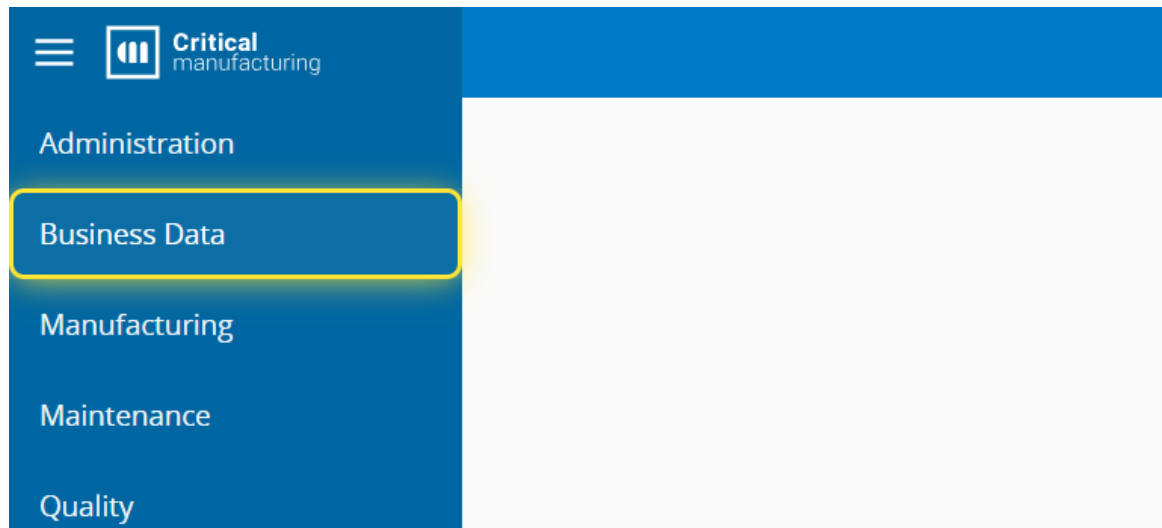 Critical
manufacturing
Administration
Business Data
Manufacturing
Maintenance
Quality